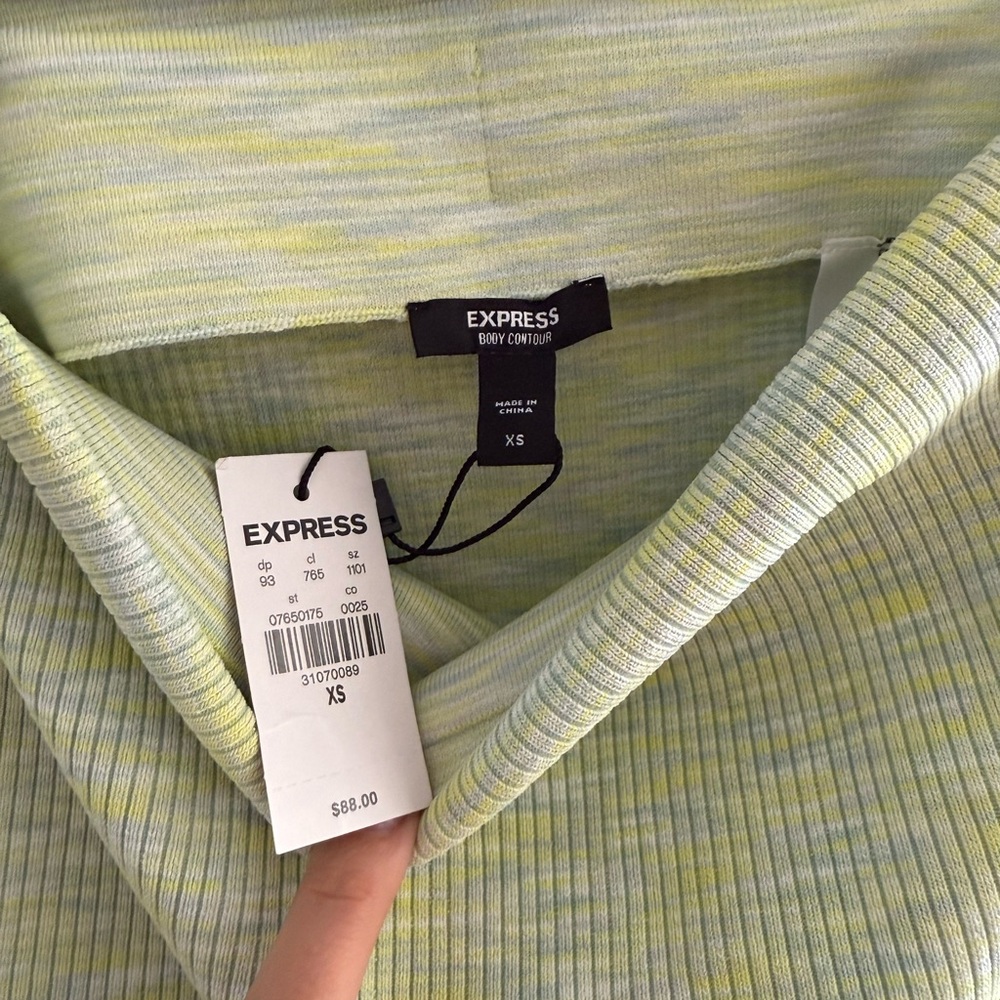 EXPRESS
BODY CONTOUR
MADE IN
CHINA
XS
EXPRESS
dp cl sz
93 765 1101
st co
07650175 0025
31070089
XS
$88.00